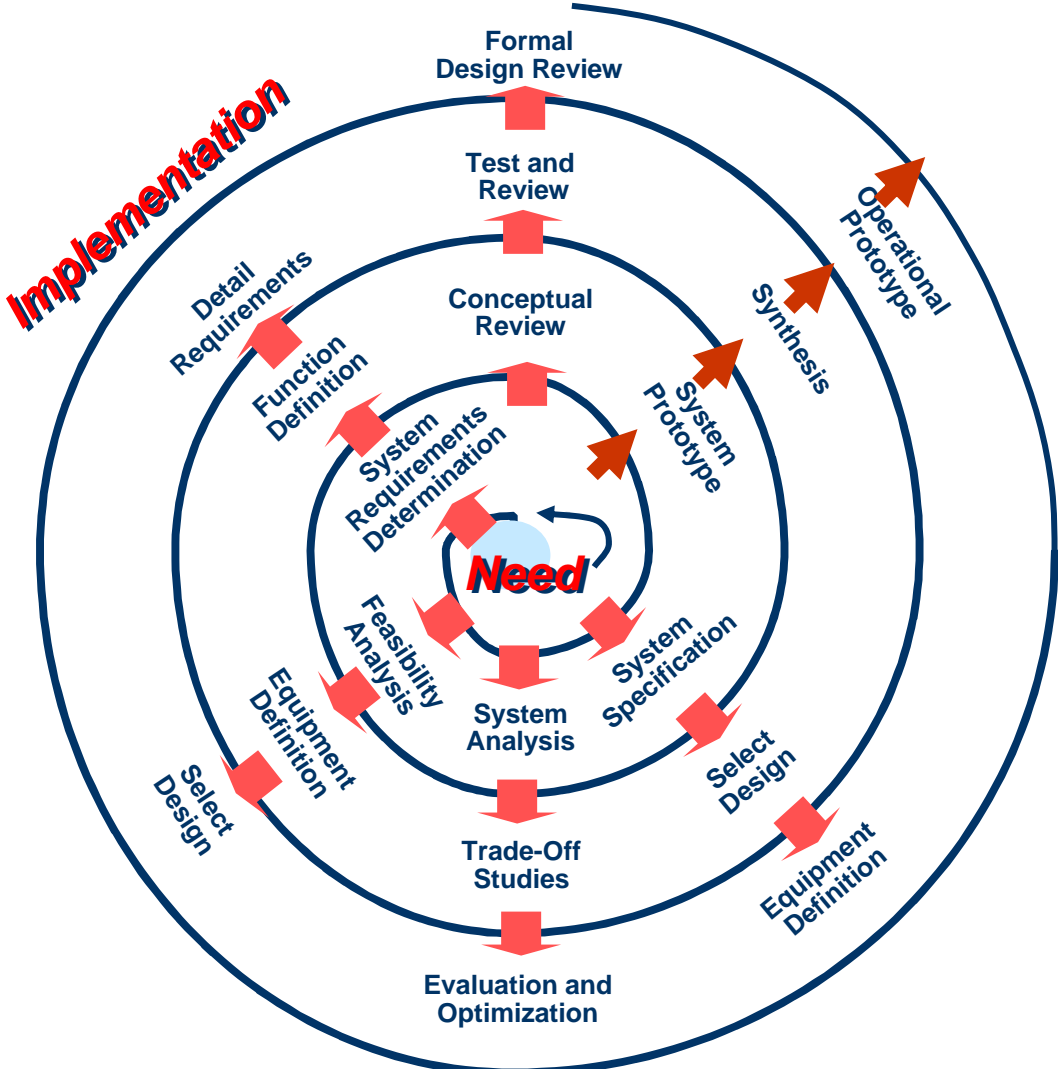 Formal
Design Review
Implementation
Test and
Review
Operational
Prototype
Detail
Requirements
Conceptual
Review
Synthesis
Function
Definition
System
Prototype
System
Requirements
Determination
Need
Feasibility
Analysis
System
Specification
Equipment
Definition
System
Analysis
Select
Design
Select
Design
Trade-Off
Studies
Equipment
Definition
Evaluation and
Optimization